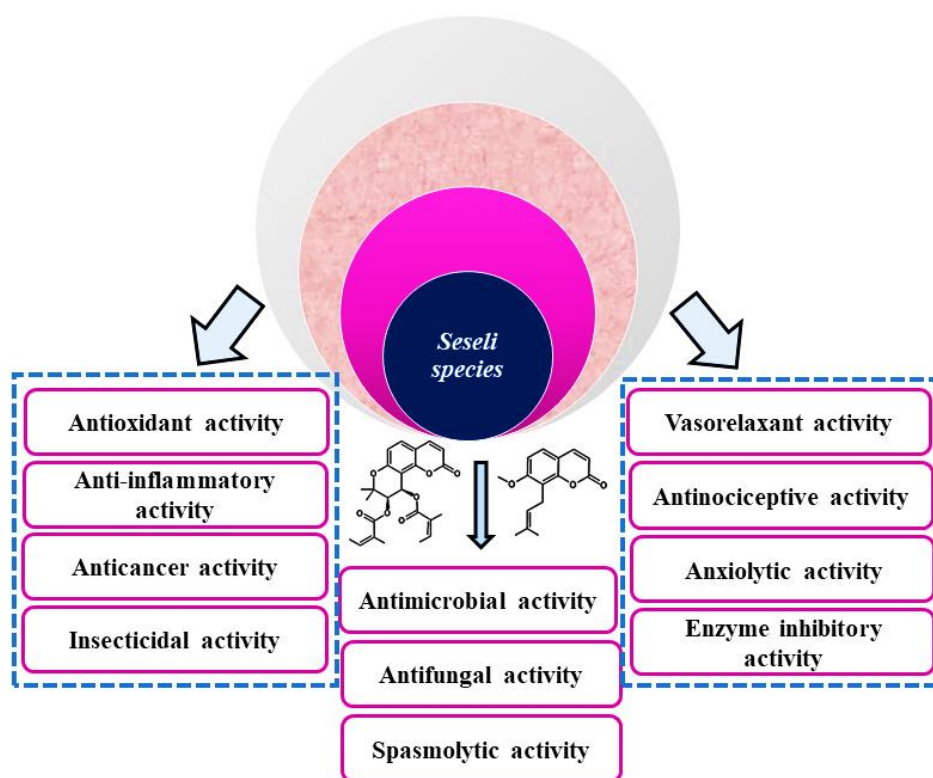 Seseli
species
Antioxidant activity
Anti-inflammatory
activity
Anticancer activity
Insecticidal activity
O
O
O
O
O
O
O
O
O
O
Antimicrobial activity
Antifungal activity
Spasmolytic activity
Vasorelaxant activity
Antinociceptive activity
Anxiolytic activity
Enzyme inhibitory
activity